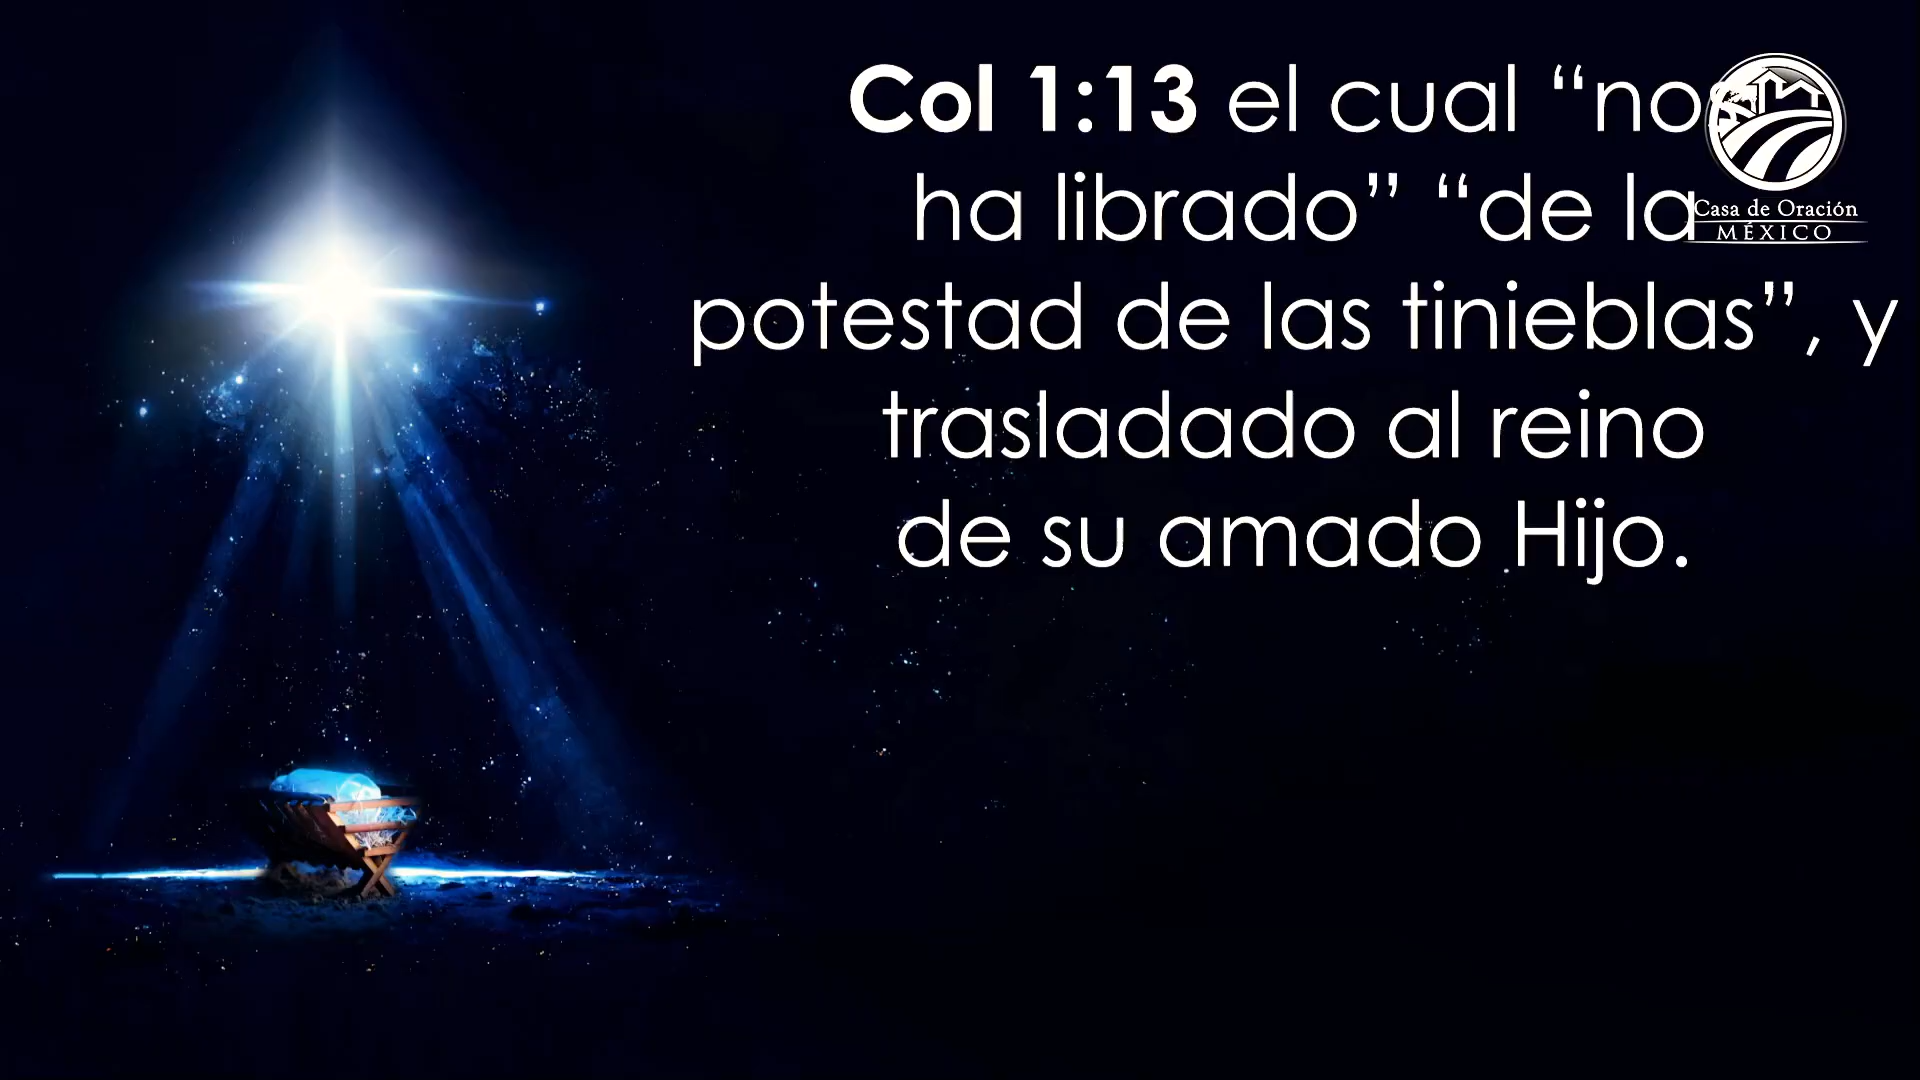 Col 1:13 el cual “nos
ha librado” “de la
potestad de las tinieblas”, y
trasladado al reino
de su amado Hijo.
Casa de Oración
MÉXICO